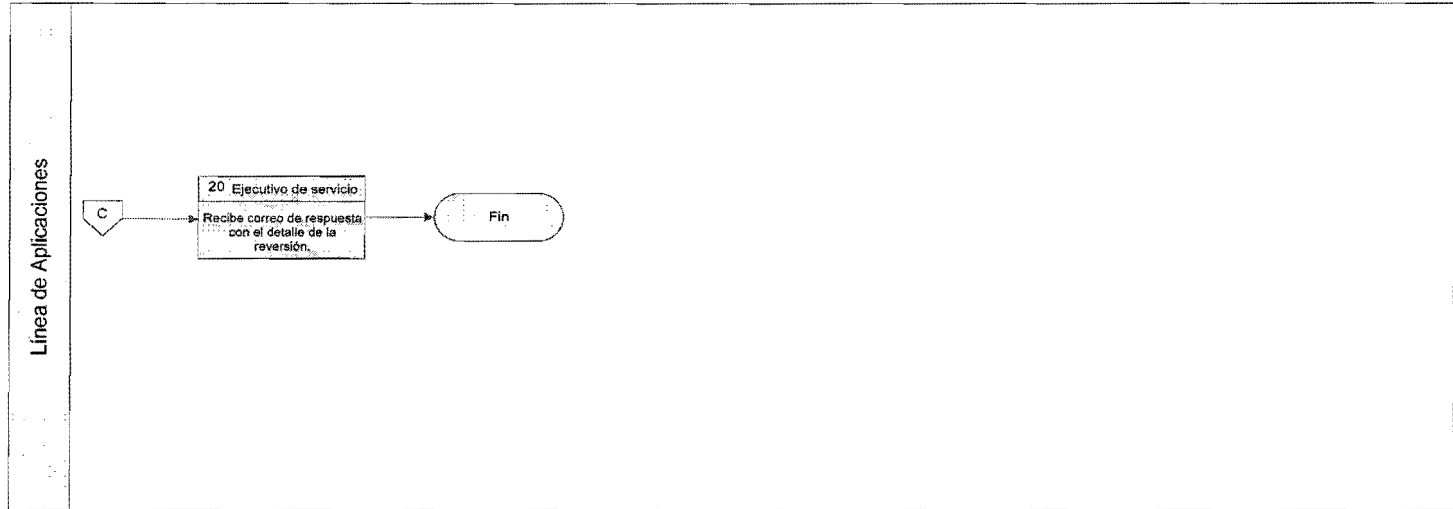 Línea de Aplicaciones
C
20 Ejecutivo de servicio
Recibe correo de respuesta
con el detalle de la
reversión.
Fin